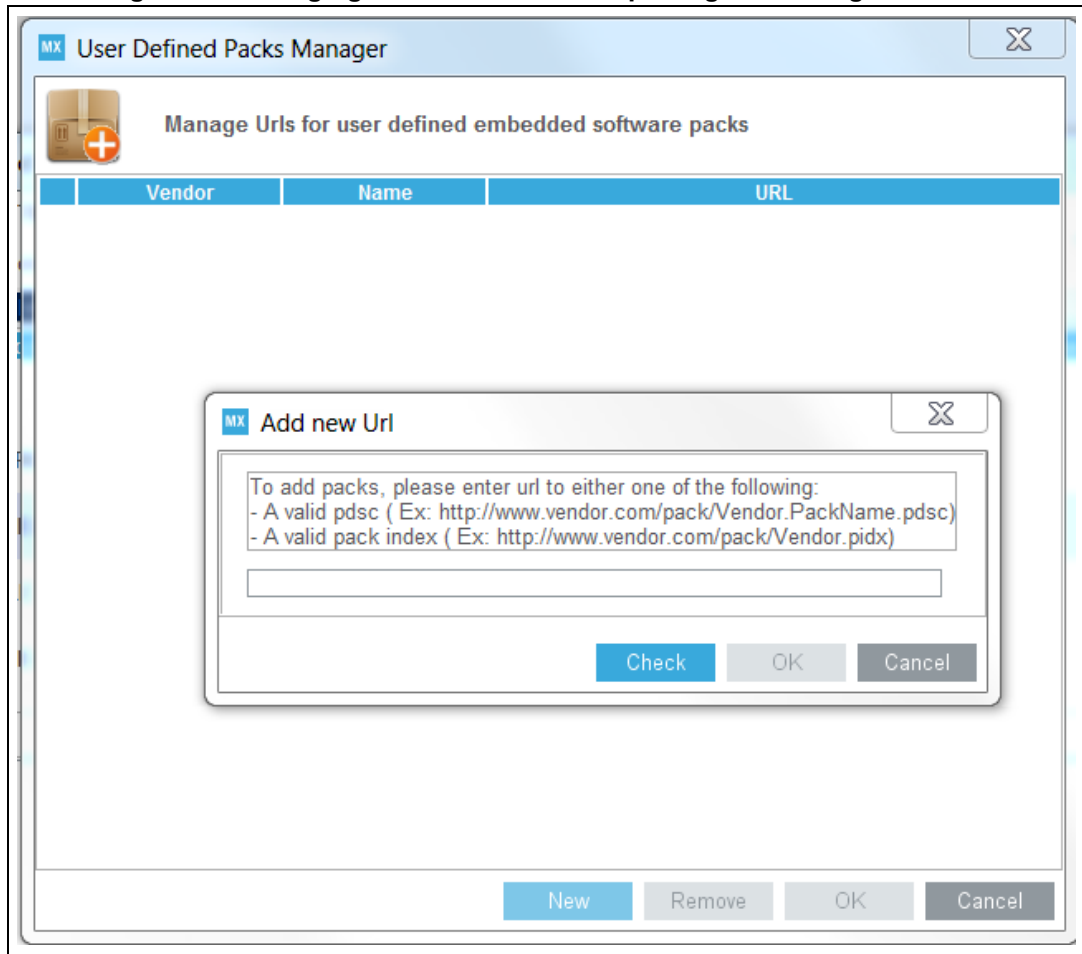 MX User Defined Packs Manager
Manage Urls for user defined embedded software packs
Vendor Name URL
MX Add new Url
To add packs, please enter url to either one of the following:
- A valid pdsc ( Ex: http://www.vendor.com/pack/Vendor.PackName.pdsc)
- A valid pack index ( Ex: http://www.vendor.com/pack/Vendor.pidx)
Check OK Cancel
New Remove OK Cancel